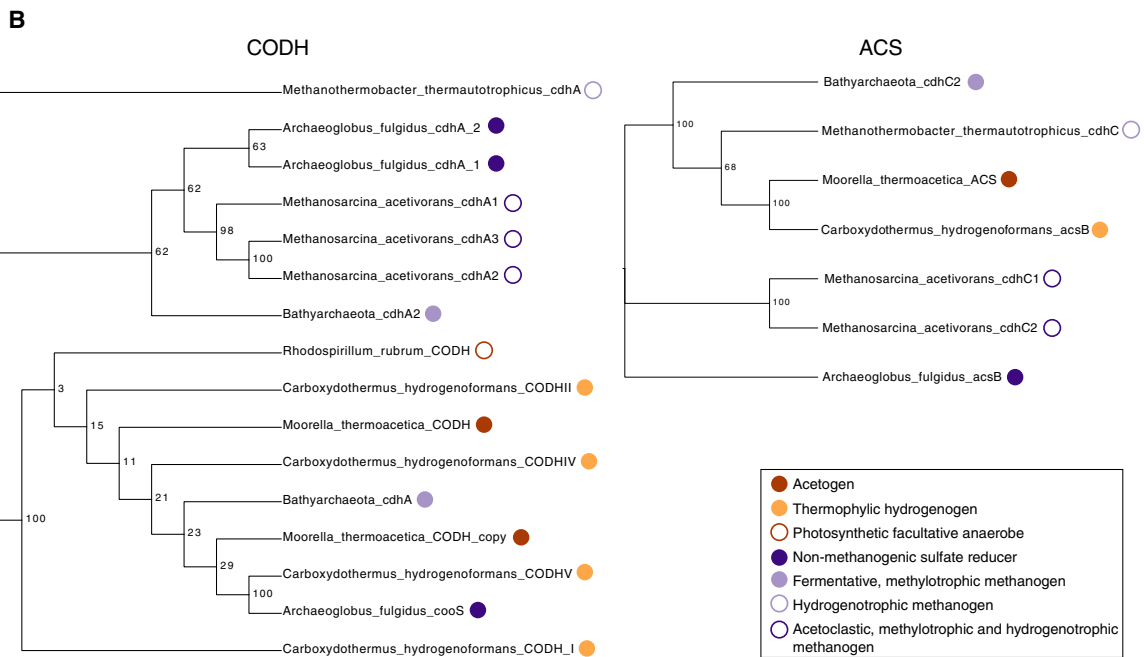 B
CODH
Methanothermobacter_thermautotrophicus_cdhA
Archaeoglobus_fulgidus_cdhA_2
63
Archaeoglobus_fulgidus_cdhA_1
62
Methanosarcina_acetivorans_cdhA1
98
Methanosarcina_acetivorans_cdhA3
62
100
Methanosarcina_acetivorans_cdhA2
Bathyarchaeota_cdhA2
Rhodospirillum_rubrum_CODH
3
Carboxydothermus_hydrogenoformans_CODHII
15
Moorella_thermoacetica_CODH
11
Carboxydothermus_hydrogenoformans_CODHIV
21
Bathyarchaeota_cdhA
100
23
Moorella_thermoacetica_CODH_copy
29
Carboxydothermus_hydrogenoformans_CODHV
100
Archaeoglobus_fulgidus_cooS
Carboxydothermus_hydrogenoformans_CODH_I
ACS
Bathyarchaeota_cdhC2
100
Methanothermobacter_thermautotrophicus_cdhC
68
Moorella_thermoacetica_ACS
100
Carboxydothermus_hydrogenoformans_acsB
Methanosarcina_acetivorans_cdhC1
100
Methanosarcina_acetivorans_cdhC2
Archaeoglobus_fulgidus_acsB
Acetogen
Thermophylic hydrogenogen
Photosynthetic facultative anaerobe
Non-methanogenic sulfate reducer
Fermentative, methylotrophic methanogen
Hydrogenotrophic methanogen
Acetoclastic, methylotrophic and hydrogenotrophic
methanogen